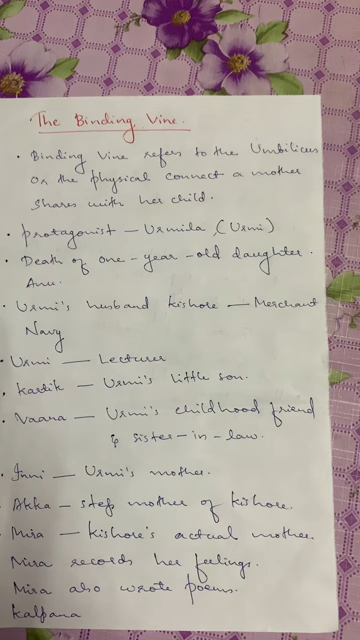 The Binding Vine.
• Binding Vine refers to the Umbilicus
Or the physical connect a mother
Shares with her child.
• protagonist — Urmila (Urmi)
• Death of one-year-old daughter.
Anu.
• Urmi's husband kishore — Merchant
Navy
• Urmi — Lecturer
• Kartik — Urmi's little son.
• Vaana — Urmi's childhood friend
& sister-in-law.
• Inni — Urmi's mother.
• Akka — step mother of kishore.
• Mira — kishore's actual mother.
Mira records her feelings.
Mira also wrote poems.
Kalpana